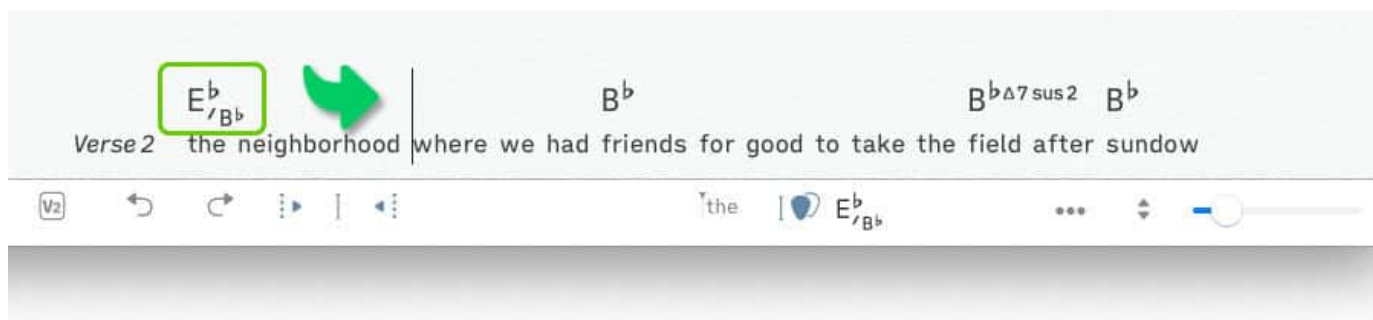 E♭/B♭ B♭ B♭Δ7sus2 B♭
Verse 2 the neighborhood where we had friends for good to take the field after sundow
V2 the E♭/B♭ •••